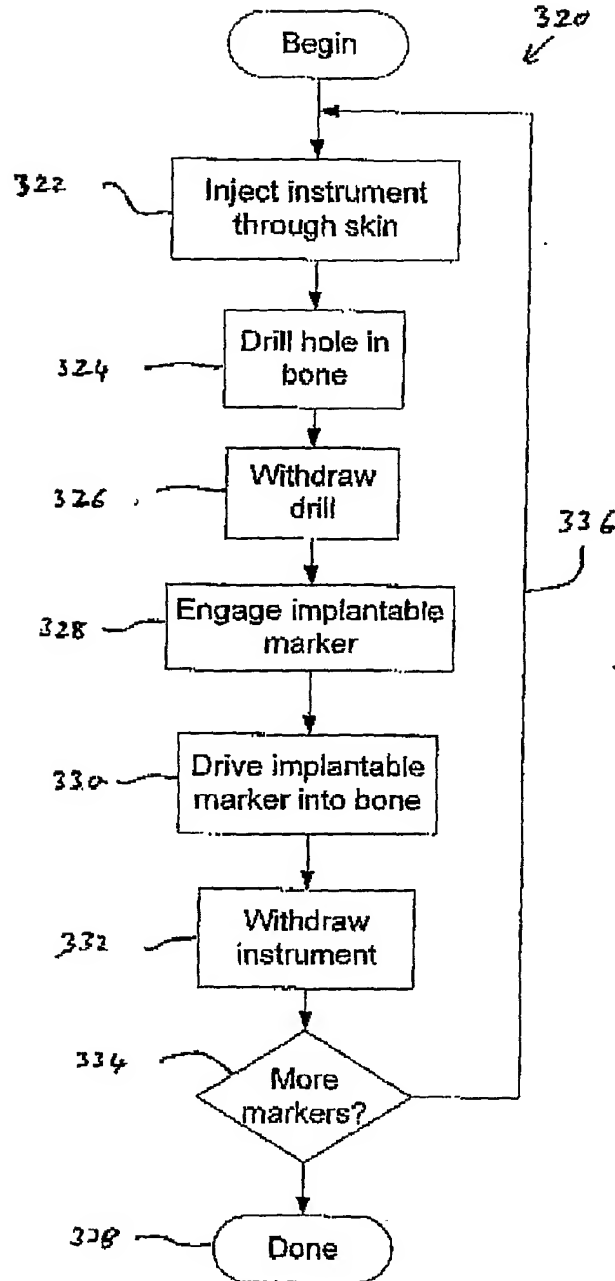 Begin
320
322
Inject instrument
through skin
324
Drill hole in
bone
326
Withdraw
drill
336
328
Engage implantable
marker
330
Drive implantable
marker into bone
332
Withdraw
instrument
334
More
markers?
338
Done